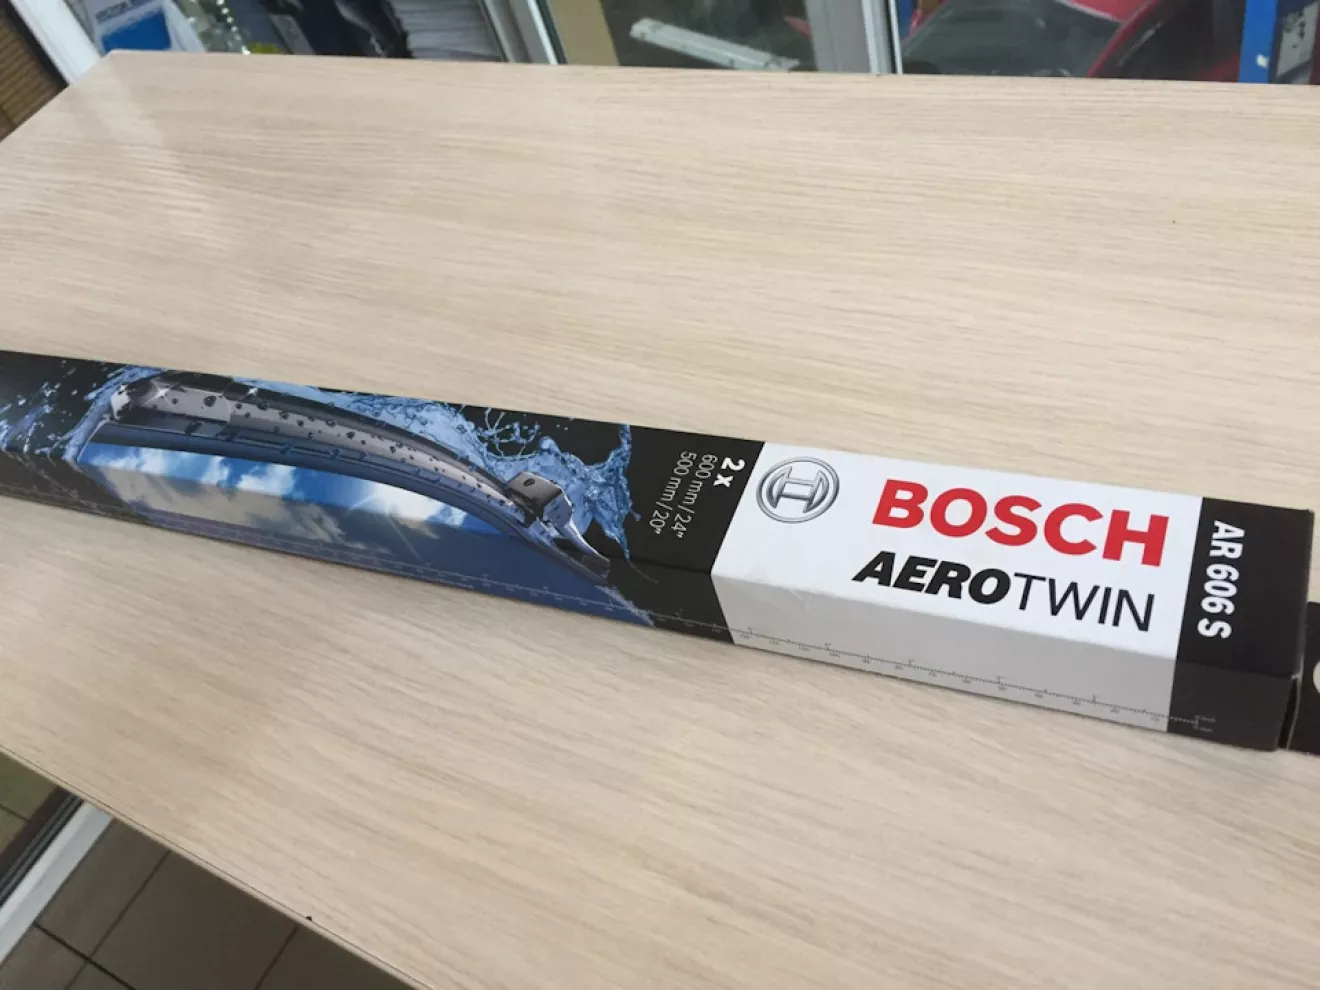 2 x
600 mm / 24"
500 mm / 20"
BOSCH
AEROTWIN
AR 606 S